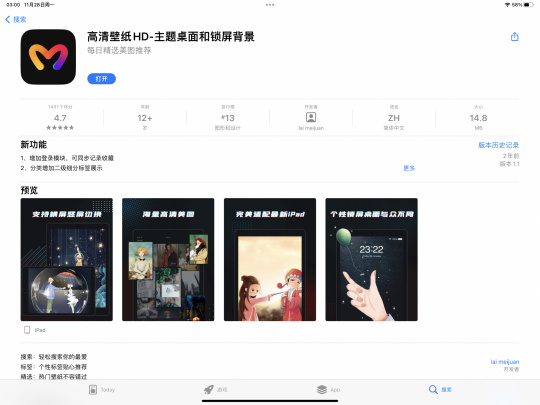 03:00 11月28日周一
58%
搜索
高清壁纸HD-主题桌面和锁屏背景
每日精选美图推荐
打开
年龄 排行榜 开发者 语言 大小
4.7 12+ #13 ZH 14.8
岁 图形和设计 lai meijuan 简体中文 MB
新功能 版本历史记录
1、增加登录模块，可同步记录收藏 2年前
2、分类增加二级细分标签展示 更多 版本 1.1
预览
支持横屏竖屏切换 海量高清美图 完美适配最新iPad 个性锁屏桌面与众不同
23:22
iPad
搜索：轻松搜索你的最爱 lai meijuan
标签：个性标签贴心推荐 开发者
精选：热门壁纸不容错过
Today 游戏 App 搜索